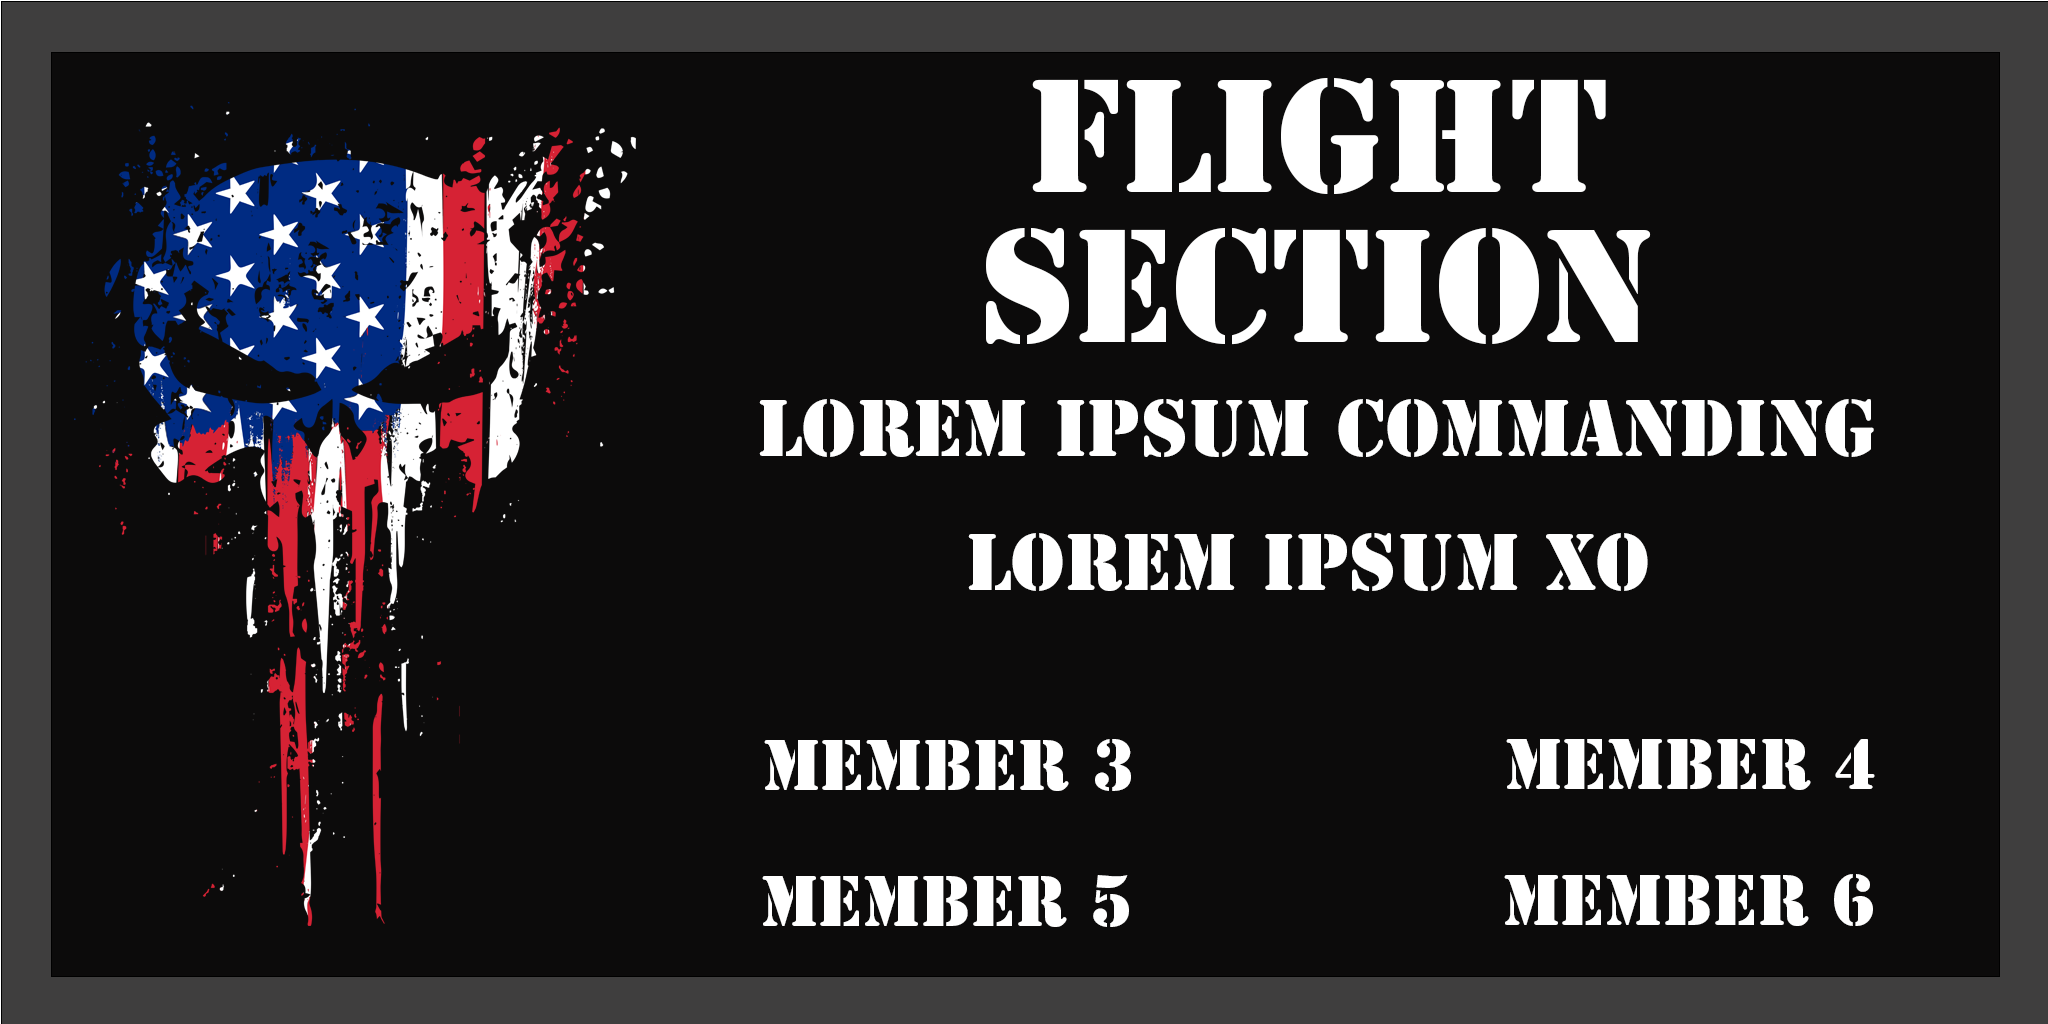 FLIGHT
SECTION
LOREM IPSUM COMMANDING
LOREM IPSUM XO
MEMBER 3 MEMBER 4
MEMBER 5 MEMBER 6